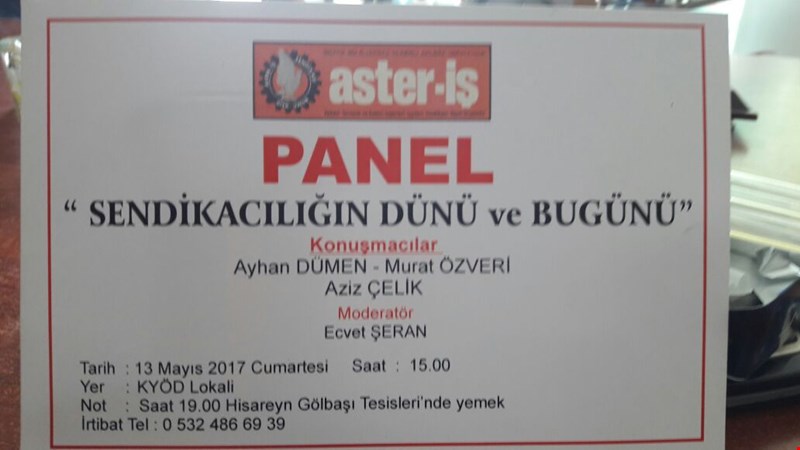 aster-iş
PANEL
“ SENDİKACILIĞIN DÜNÜ ve BUGÜNÜ”
Konuşmacılar
Ayhan DÜMEN - Murat ÖZVERİ
Aziz ÇELİK
Moderatör
Ecvet ŞERAN
Tarih : 13 Mayıs 2017 Cumartesi Saat : 15.00
Yer : KYÖD Lokali
Not : Saat 19.00 Hisareyn Gölbaşı Tesisleri’nde yemek
İrtibat Tel : 0 532 486 69 39